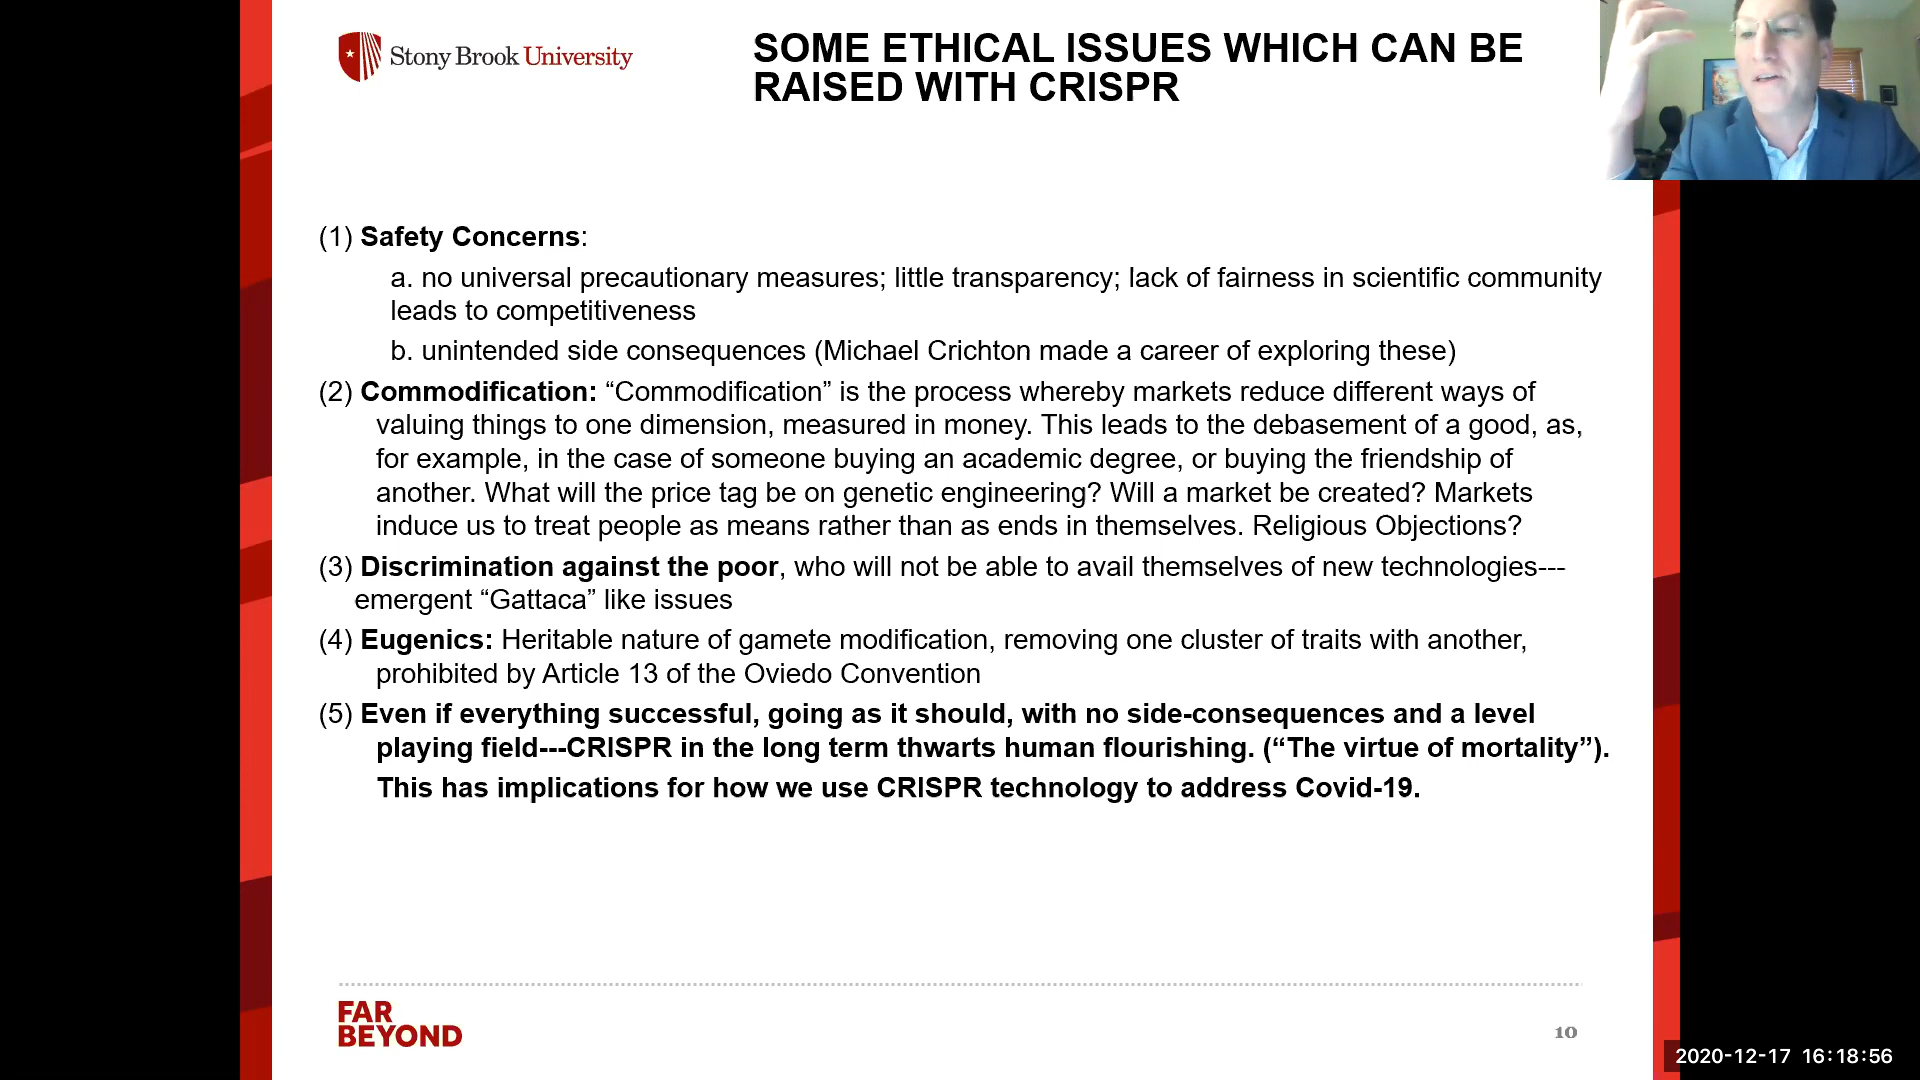 Stony Brook University
SOME ETHICAL ISSUES WHICH CAN BE
RAISED WITH CRISPR
(1) Safety Concerns:
a. no universal precautionary measures; little transparency; lack of fairness in scientific community
leads to competitiveness
b. unintended side consequences (Michael Crichton made a career of exploring these)
(2) Commodification: “Commodification” is the process whereby markets reduce different ways of
valuing things to one dimension, measured in money. This leads to the debasement of a good, as,
for example, in the case of someone buying an academic degree, or buying the friendship of
another. What will the price tag be on genetic engineering? Will a market be created? Markets
induce us to treat people as means rather than as ends in themselves. Religious Objections?
(3) Discrimination against the poor, who will not be able to avail themselves of new technologies---
emergent “Gattaca” like issues
(4) Eugenics: Heritable nature of gamete modification, removing one cluster of traits with another,
prohibited by Article 13 of the Oviedo Convention
(5) Even if everything successful, going as it should, with no side-consequences and a level
playing field---CRISPR in the long term thwarts human flourishing. (“The virtue of mortality”).
This has implications for how we use CRISPR technology to address Covid-19.
FAR
BEYOND
10
2020-12-17 16:18:56